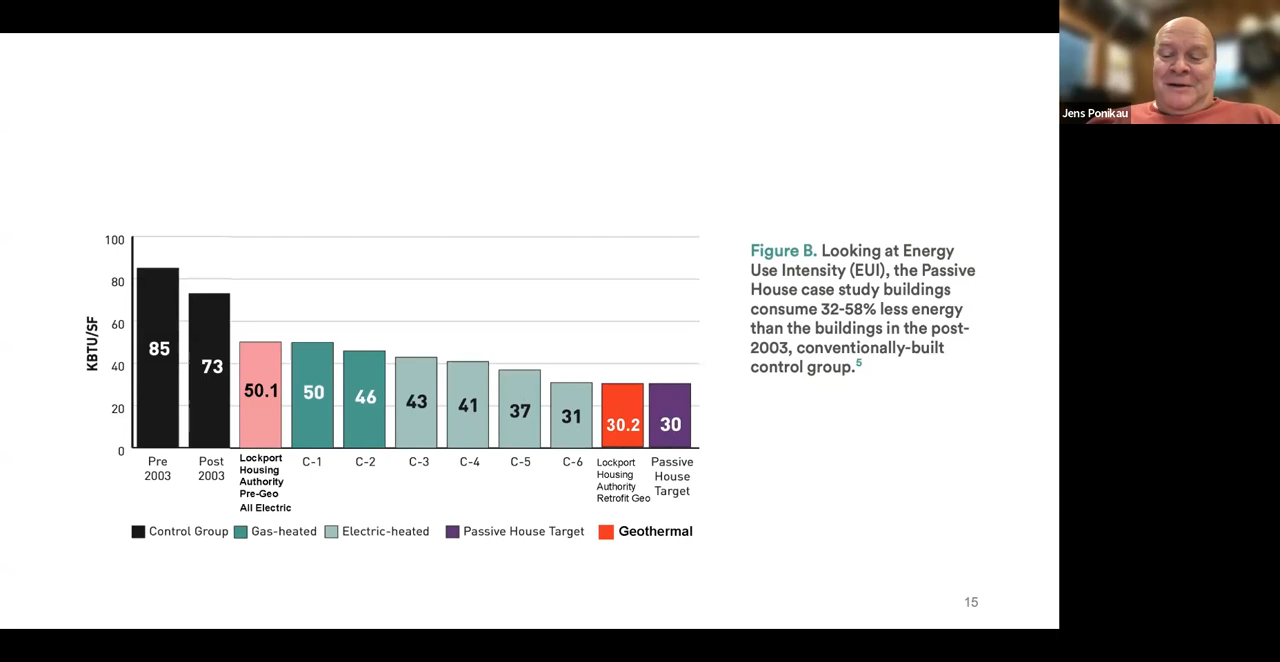 Jens Ponikau
100
80
60
40
20
0
KBTU/SF
85
73
50.1
50
46
43
41
37
31
30.2
30
Pre
2003
Post
2003
Lockport
Housing
Authority
Pre-Geo
All Electric
C-1
C-2
C-3
C-4
C-5
C-6
Lockport
Housing
Authority
Retrofit Geo
Passive
House
Target
Control Group
Gas-heated
Electric-heated
Passive House Target
Geothermal
Figure B. Looking at Energy
Use Intensity (EUI), the Passive
House case study buildings
consume 32-58% less energy
than the buildings in the post-
2003, conventionally-built
control group.5
15